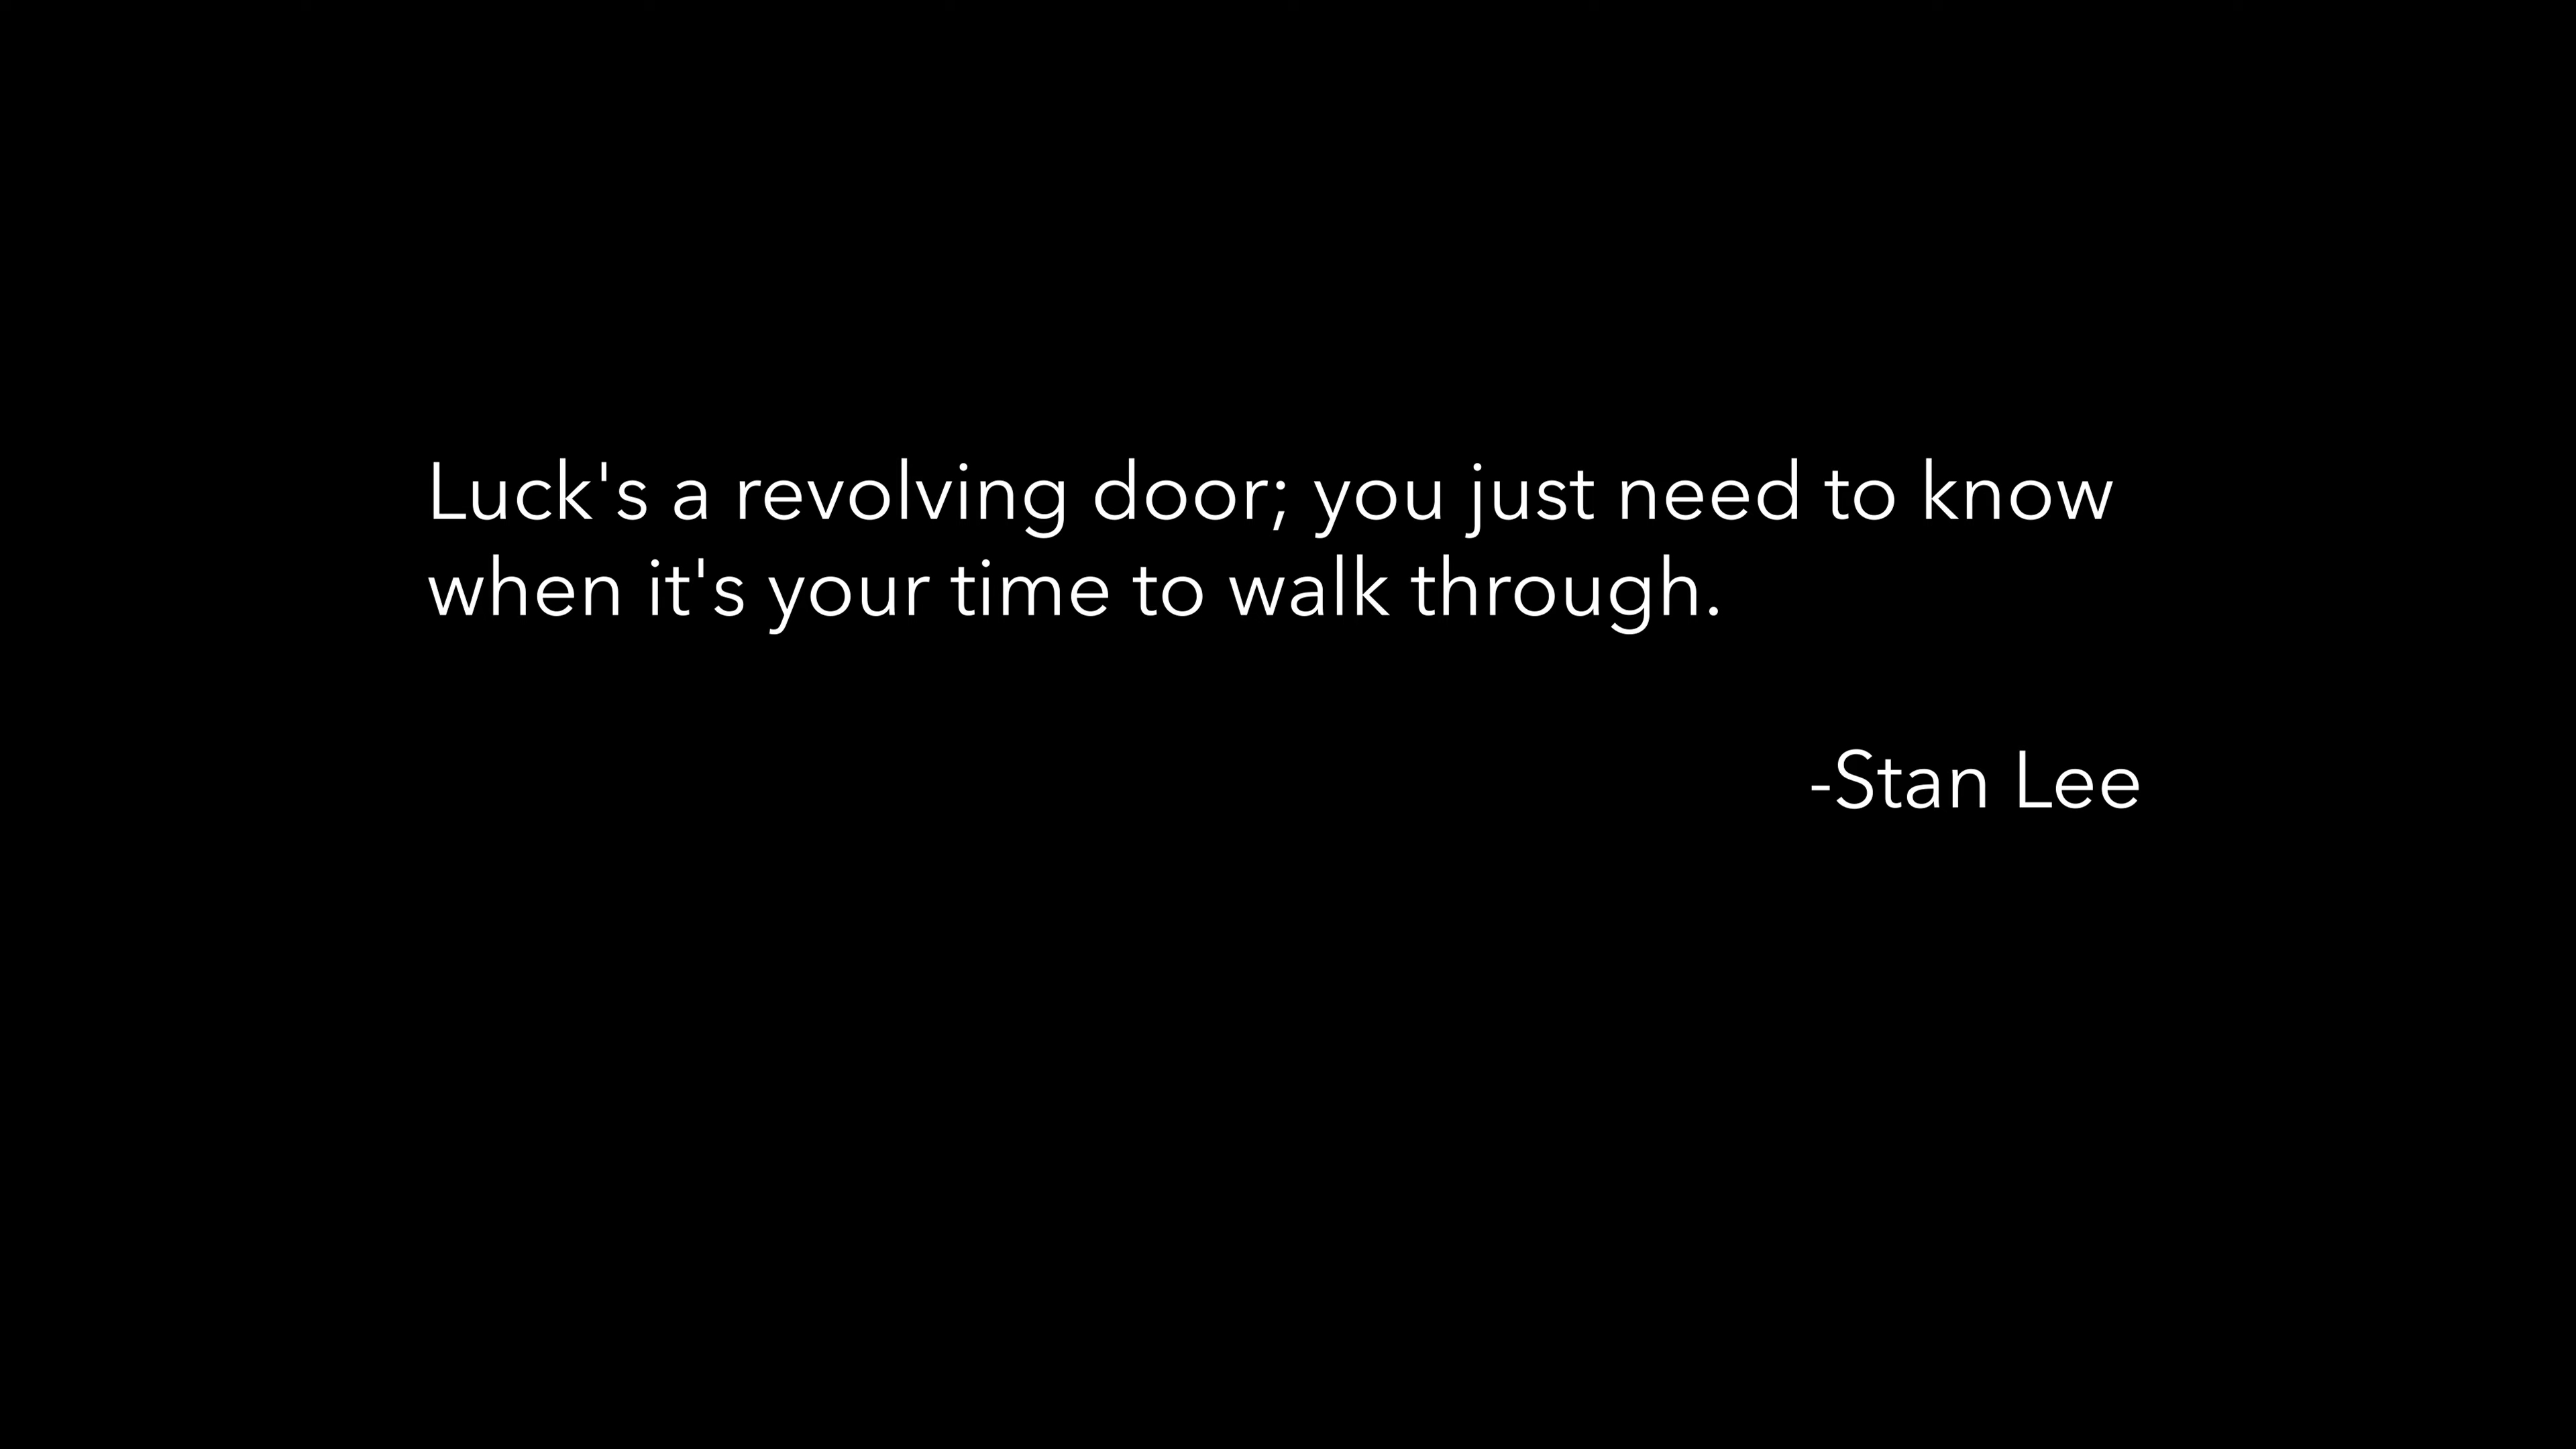 Luck's a revolving door; you just need to know
when it's your time to walk through.
-Stan Lee